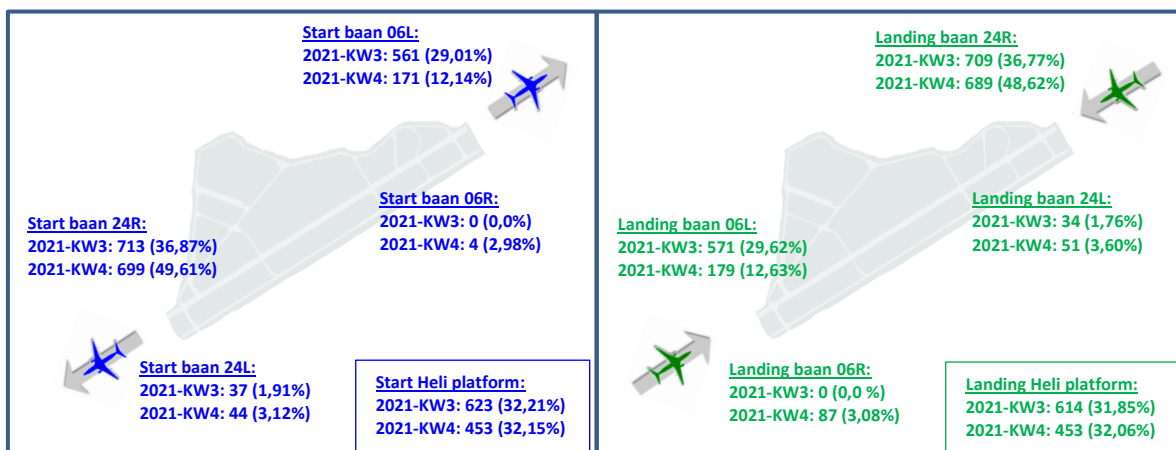 Start baan 06L:
2021-KW3: 561 (29,01%)
2021-KW4: 171 (12,14%)
Start baan 06R:
2021-KW3: 0 (0,0%)
2021-KW4: 4 (2,98%)
Start baan 24R:
2021-KW3: 713 (36,87%)
2021-KW4: 699 (49,61%)
Start baan 24L:
2021-KW3: 37 (1,91%)
2021-KW4: 44 (3,12%)
Start Heli platform:
2021-KW3: 623 (32,21%)
2021-KW4: 453 (32,15%)
Landing baan 24R:
2021-KW3: 709 (36,77%)
2021-KW4: 689 (48,62%)
Landing baan 24L:
2021-KW3: 34 (1,76%)
2021-KW4: 51 (3,60%)
Landing baan 06L:
2021-KW3: 571 (29,62%)
2021-KW4: 179 (12,63%)
Landing baan 06R:
2021-KW3: 0 (0,0 %)
2021-KW4: 87 (3,08%)
Landing Heli platform:
2021-KW3: 614 (31,85%)
2021-KW4: 453 (32,06%)